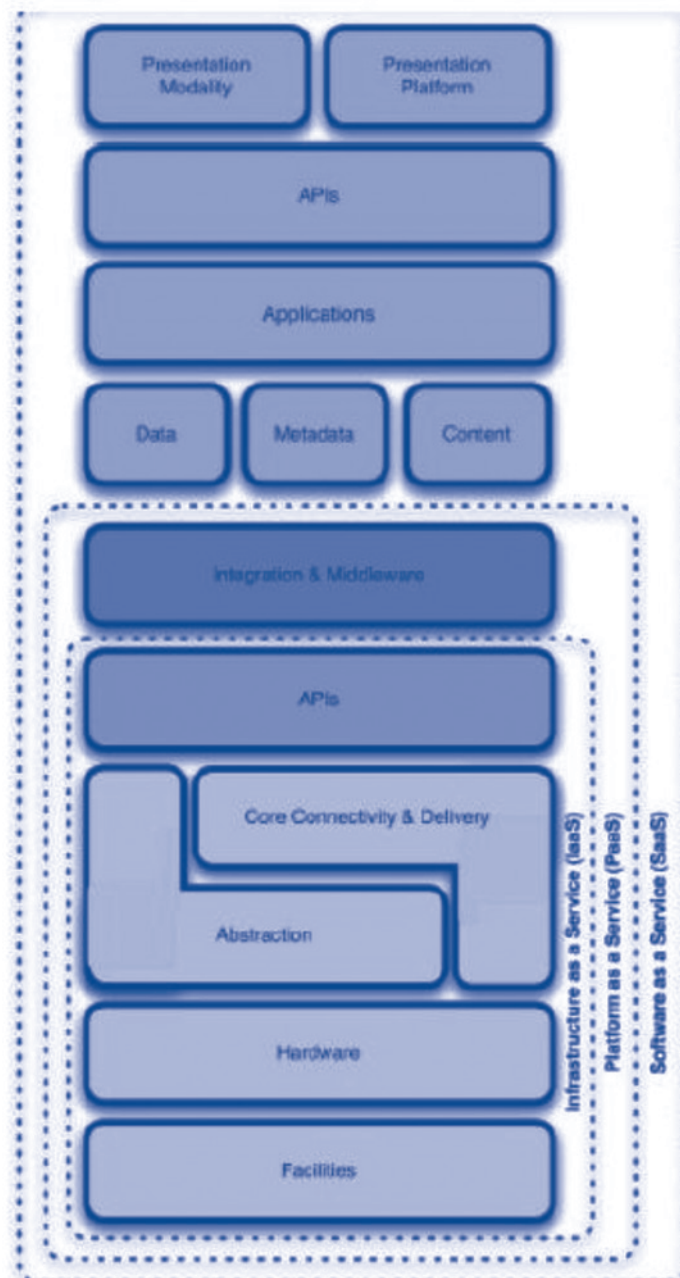 Presentation
Modality
Presentation
Platform
APIs
Applications
Data
Metadata
Content
Integration & Middleware
APIs
Core Connectivity & Delivery
Abstraction
Hardware
Facilities
Infrastructure as a Service (IaaS)
Platform as a Service (PaaS)
Software as a Service (SaaS)